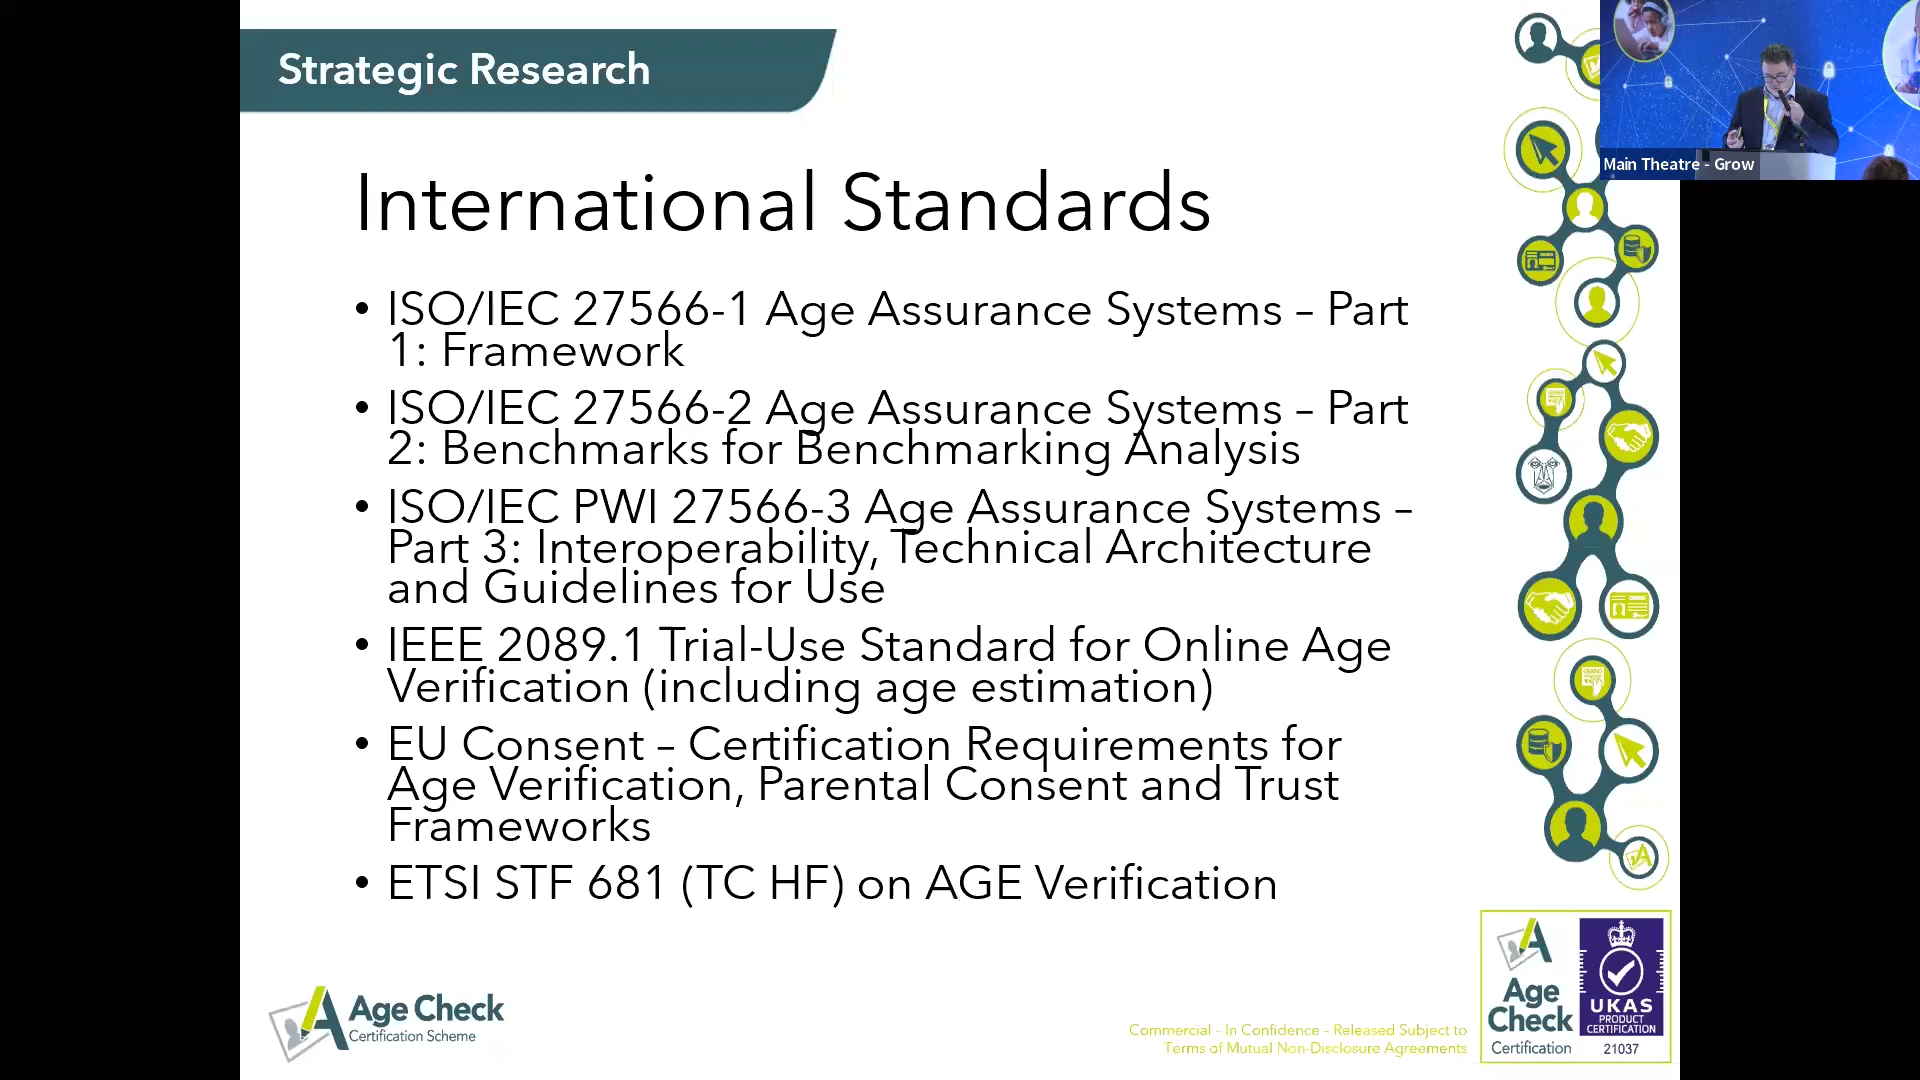 Strategic Research
Main Theatre - Grow
International Standards
• ISO/IEC 27566-1 Age Assurance Systems – Part
1: Framework
• ISO/IEC 27566-2 Age Assurance Systems – Part
2: Benchmarks for Benchmarking Analysis
• ISO/IEC PWI 27566-3 Age Assurance Systems –
Part 3: Interoperability, Technical Architecture
and Guidelines for Use
• IEEE 2089.1 Trial-Use Standard for Online Age
Verification (including age estimation)
• EU Consent – Certification Requirements for
Age Verification, Parental Consent and Trust
Frameworks
• ETSI STF 681 (TC HF) on AGE Verification
Age Check
Certification Scheme
Commercial - In Confidence - Released Subject to
Terms of Mutual Non-Disclosure Agreements
Age
Check
Certification
UKAS
PRODUCT
CERTIFICATION
21037